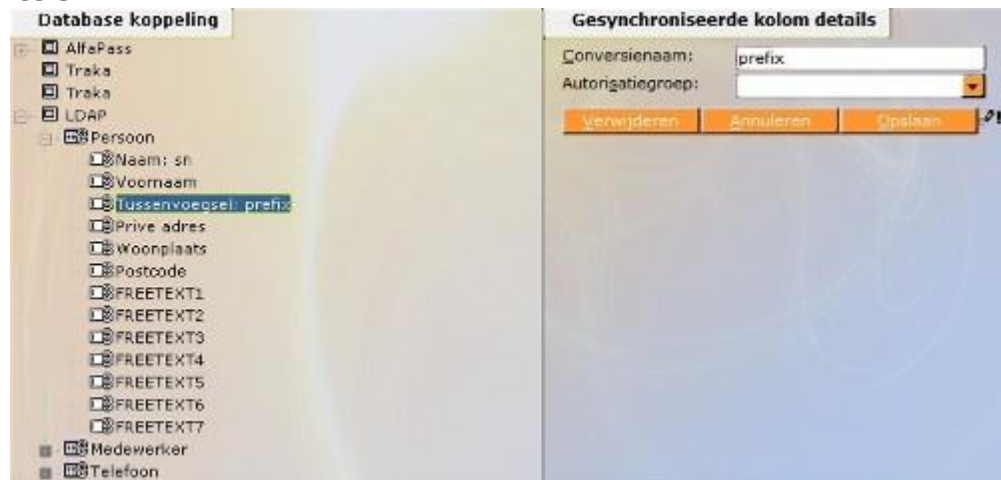 Database koppeling
AlfaPass
Traka
Traka
LDAP
Persoon
Naam: sn
Voornaam
Tussenvoegsel: prefix
Prive adres
Woonplaats
Postcode
FREETEXT1
FREETEXT2
FREETEXT3
FREETEXT4
FREETEXT5
FREETEXT6
FREETEXT7
Medewerker
Telefoon
Gesynchroniseerde kolom details
Conversienaam: prefix
Autorisatiegroep:
Verwijderen Annuleren Opslaan